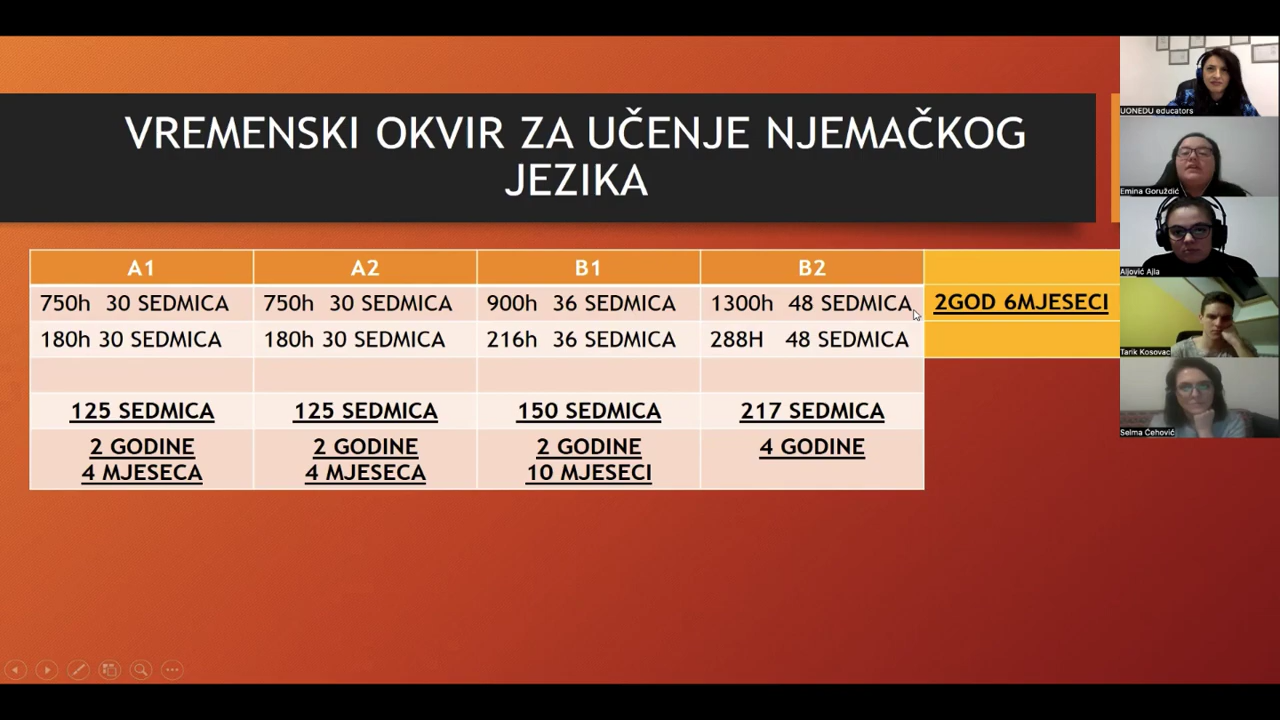 VREMENSKI OKVIR ZA UČENJE NJEMAČKOG
JEZIKA
A1 A2 B1 B2
750h 30 SEDMICA 750h 30 SEDMICA 900h 36 SEDMICA 1300h 48 SEDMICA 2GOD 6MJESECI
180h 30 SEDMICA 180h 30 SEDMICA 216h 36 SEDMICA 288H 48 SEDMICA
125 SEDMICA 125 SEDMICA 150 SEDMICA 217 SEDMICA
2 GODINE 2 GODINE 2 GODINE 4 GODINE
4 MJESECA 4 MJESECA 10 MJESECI
UONEDU educators
Emina Goruždić
Aljović Ajla
Tarik Kosovac
Selma Čehović